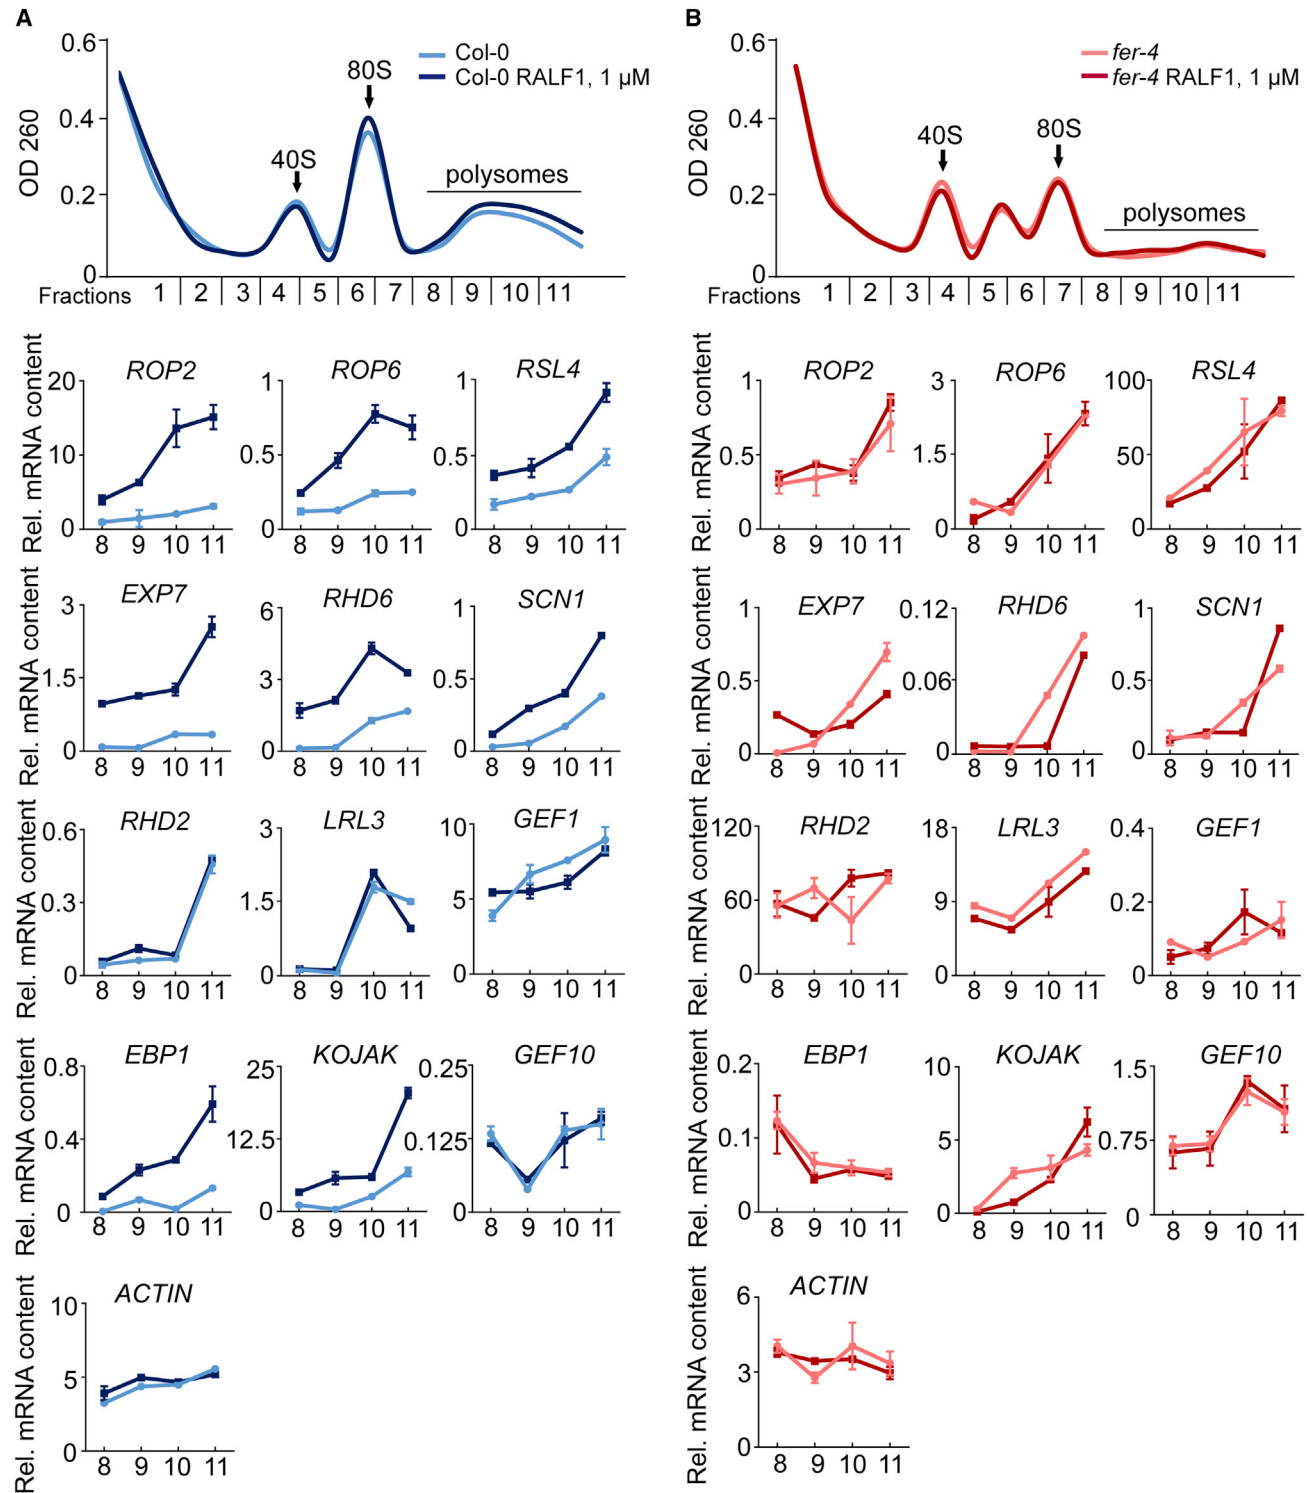 A
0.6
0.4
0.2
0
OD 260
Col-0
Col-0 RALF1, 1 µM
80S
40S
polysomes
Fractions 1 2 3 4 5 6 7 8 9 10 11
Rel. mRNA content
ROP2
20
10
0
8 9 10 11
ROP6
1
0.5
0
8 9 10 11
RSL4
1
0.5
0
8 9 10 11
Rel. mRNA content
EXP7
3
1.5
0
8 9 10 11
RHD6
6
3
0
8 9 10 11
SCN1
1
0.5
0
8 9 10 11
Rel. mRNA content
RHD2
0.6
0.3
0
8 9 10 11
LRL3
3
1.5
0
8 9 10 11
GEF1
10
5
0
8 9 10 11
Rel. mRNA content
EBP1
0.8
0.4
0
8 9 10 11
KOJAK
25
12.5
0
8 9 10 11
GEF10
0.25
0.125
0
8 9 10 11
Rel. mRNA content
ACTIN
10
5
0
8 9 10 11
B
0.6
0.4
0.2
0
OD 260
fer-4
fer-4 RALF1, 1 µM
40S
80S
polysomes
Fractions 1 2 3 4 5 6 7 8 9 10 11
Rel. mRNA content
ROP2
1
0.5
0
8 9 10 11
ROP6
3
1.5
0
8 9 10 11
RSL4
100
50
0
8 9 10 11
Rel. mRNA content
EXP7
1
0.5
0
8 9 10 11
RHD6
0.12
0.06
0
8 9 10 11
SCN1
1
0.5
0
8 9 10 11
Rel. mRNA content
RHD2
120
60
0
8 9 10 11
LRL3
18
9
0
8 9 10 11
GEF1
0.4
0.2
0
8 9 10 11
Rel. mRNA content
EBP1
0.2
0.1
0
8 9 10 11
KOJAK
10
5
0
8 9 10 11
GEF10
1.5
0.75
0
8 9 10 11
Rel. mRNA content
ACTIN
6
3
0
8 9 10 11